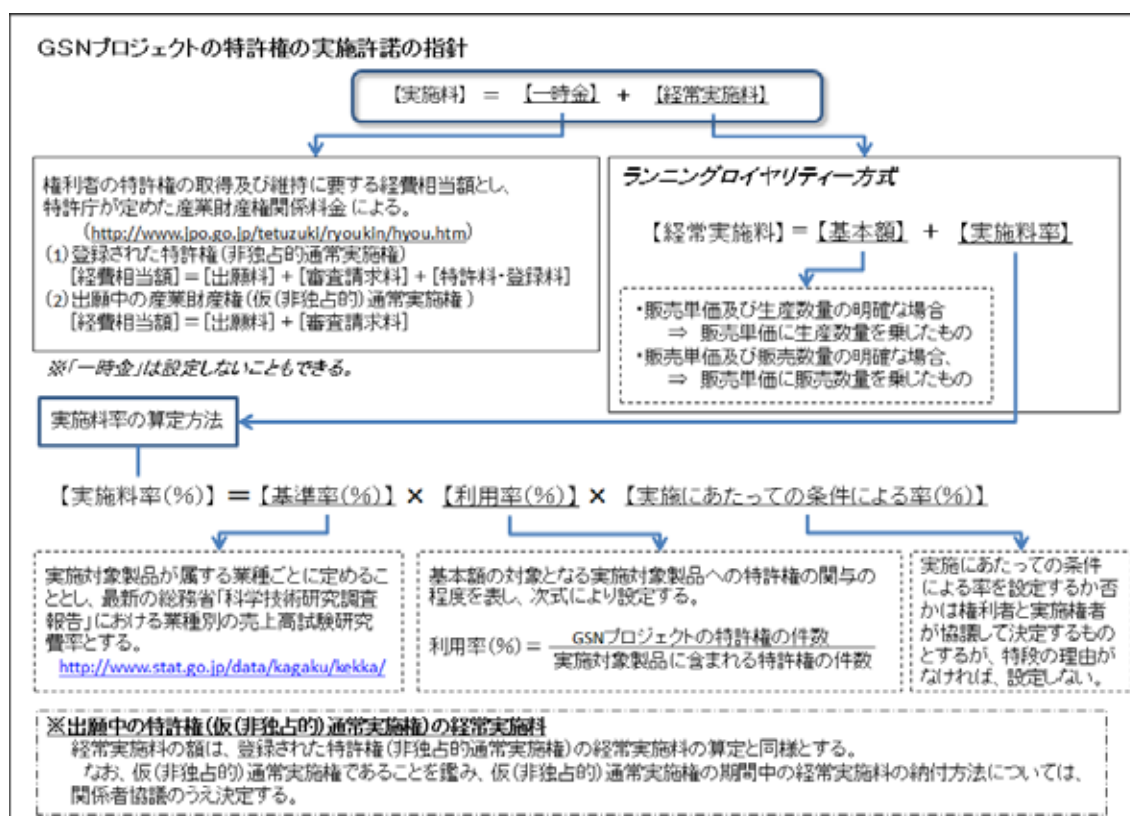 GSNプロジェクトの特許権の実施許諾の指針
【実施料】 = 【一時金】 + 【経常実施料】
権利者の特許権の取得及び維持に要する経費相当額とし、
特許庁が定めた産業財産権関係料金 による。
(http://www.jpo.go.jp/tetuzuki/ryoukin/hyou.htm)
(1)登録された特許権(非独占的通常実施権)
[経費相当額]=[出願料]+[審査請求料]+[特許料・登録料]
(2)出願中の産業財産権(仮(非独占的)通常実施権)
[経費相当額]=[出願料]+[審査請求料]
※「一時金」は設定しないこともできる。
ランニングロイヤリティー方式
【経常実施料】=【基本額】 + 【実施料率】
・販売単価及び生産数量の明確な場合
⇒ 販売単価に生産数量を乗じたもの
・販売単価及び販売数量の明確な場合、
⇒ 販売単価に販売数量を乗じたもの
実施料率の算定方法
【実施料率(%)】=【基準率(%)】 × 【利用率(%)】 × 【実施にあたっての条件による率(%)】
実施対象製品が属する業種ごとに定めるこ
ととし、最新の総務省「科学技術研究調査
報告」における業種別の売上高試験研究
費率とする。
http://www.stat.go.jp/data/kagaku/kekka/
基本額の対象となる実施対象製品への特許権の関与の
程度を表し、次式により設定する。
利用率(%)= GSNプロジェクトの特許権の件数
実施対象製品に含まれる特許権の件数
実施にあたっての条件
による率を設定するか否
かは権利者と実施権者
が協議して決定するもの
とするが、特段の理由が
なければ、設定しない。
※出願中の特許権(仮(非独占的)通常実施権)の経常実施料
経常実施料の額は、登録された特許権(非独占的通常実施権)の経常実施料の算定と同様とする。
なお、仮(非独占的)通常実施権であることを鑑み、仮(非独占的)通常実施権の期間中の経常実施料の納付方法については、
関係者協議のうえ決定する。